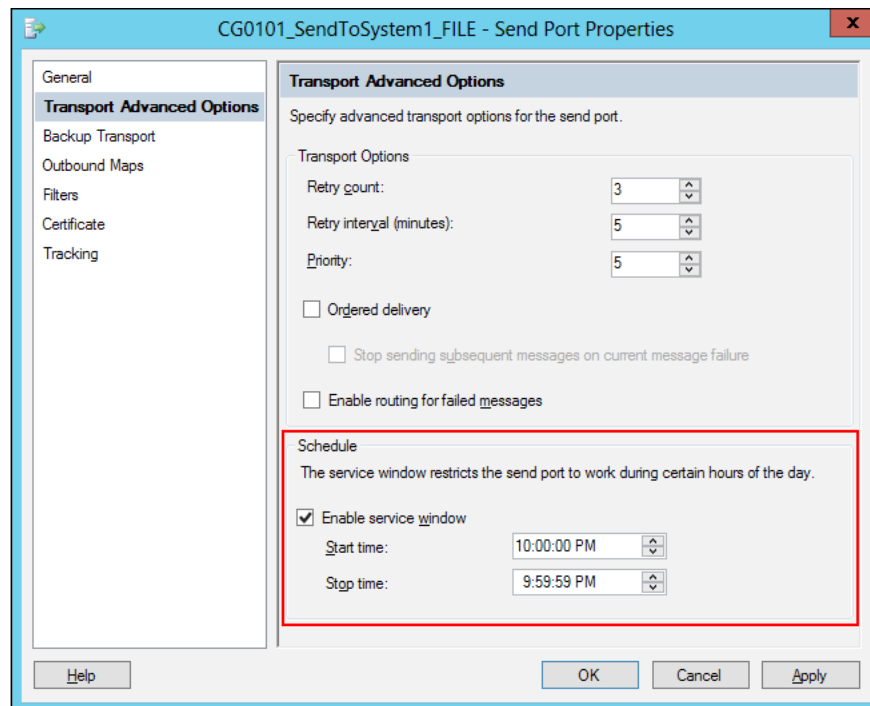 CG0101_SendToSystem1_FILE - Send Port Properties
x
General
Transport Advanced Options
Backup Transport
Outbound Maps
Filters
Certificate
Tracking
Transport Advanced Options
Specify advanced transport options for the send port.
Transport Options
Retry count:
3
Retry interval (minutes):
5
Priority:
5
Ordered delivery
Stop sending subsequent messages on current message failure
Enable routing for failed messages
Schedule
The service window restricts the send port to work during certain hours of the day.
Enable service window
Start time:
10:00:00 PM
Stop time:
9:59:59 PM
Help
OK
Cancel
Apply